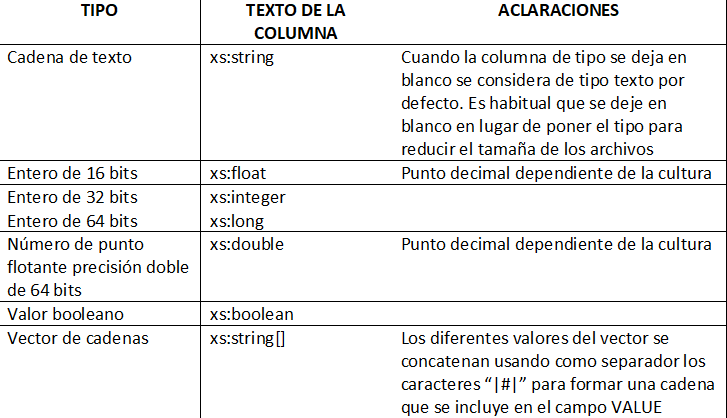 TIPO
TEXTO DE LA
COLUMNA
ACLARACIONES
Cadena de texto
xs:string
Cuando la columna de tipo se deja en
blanco se considera de tipo texto por
defecto. Es habitual que se deje en
blanco en lugar de poner el tipo para
reducir el tamaño de los archivos
Entero de 16 bits
xs:float
Punto decimal dependiente de la cultura
Entero de 32 bits
xs:integer
Entero de 64 bits
xs:long
Número de punto
flotante precisión doble
de 64 bits
xs:double
Punto decimal dependiente de la cultura
Valor booleano
xs:boolean
Vector de cadenas
xs:string[]
Los diferentes valores del vector se
concatenan usando como separador los
caracteres “|#|” para formar una cadena
que se incluye en el campo VALUE